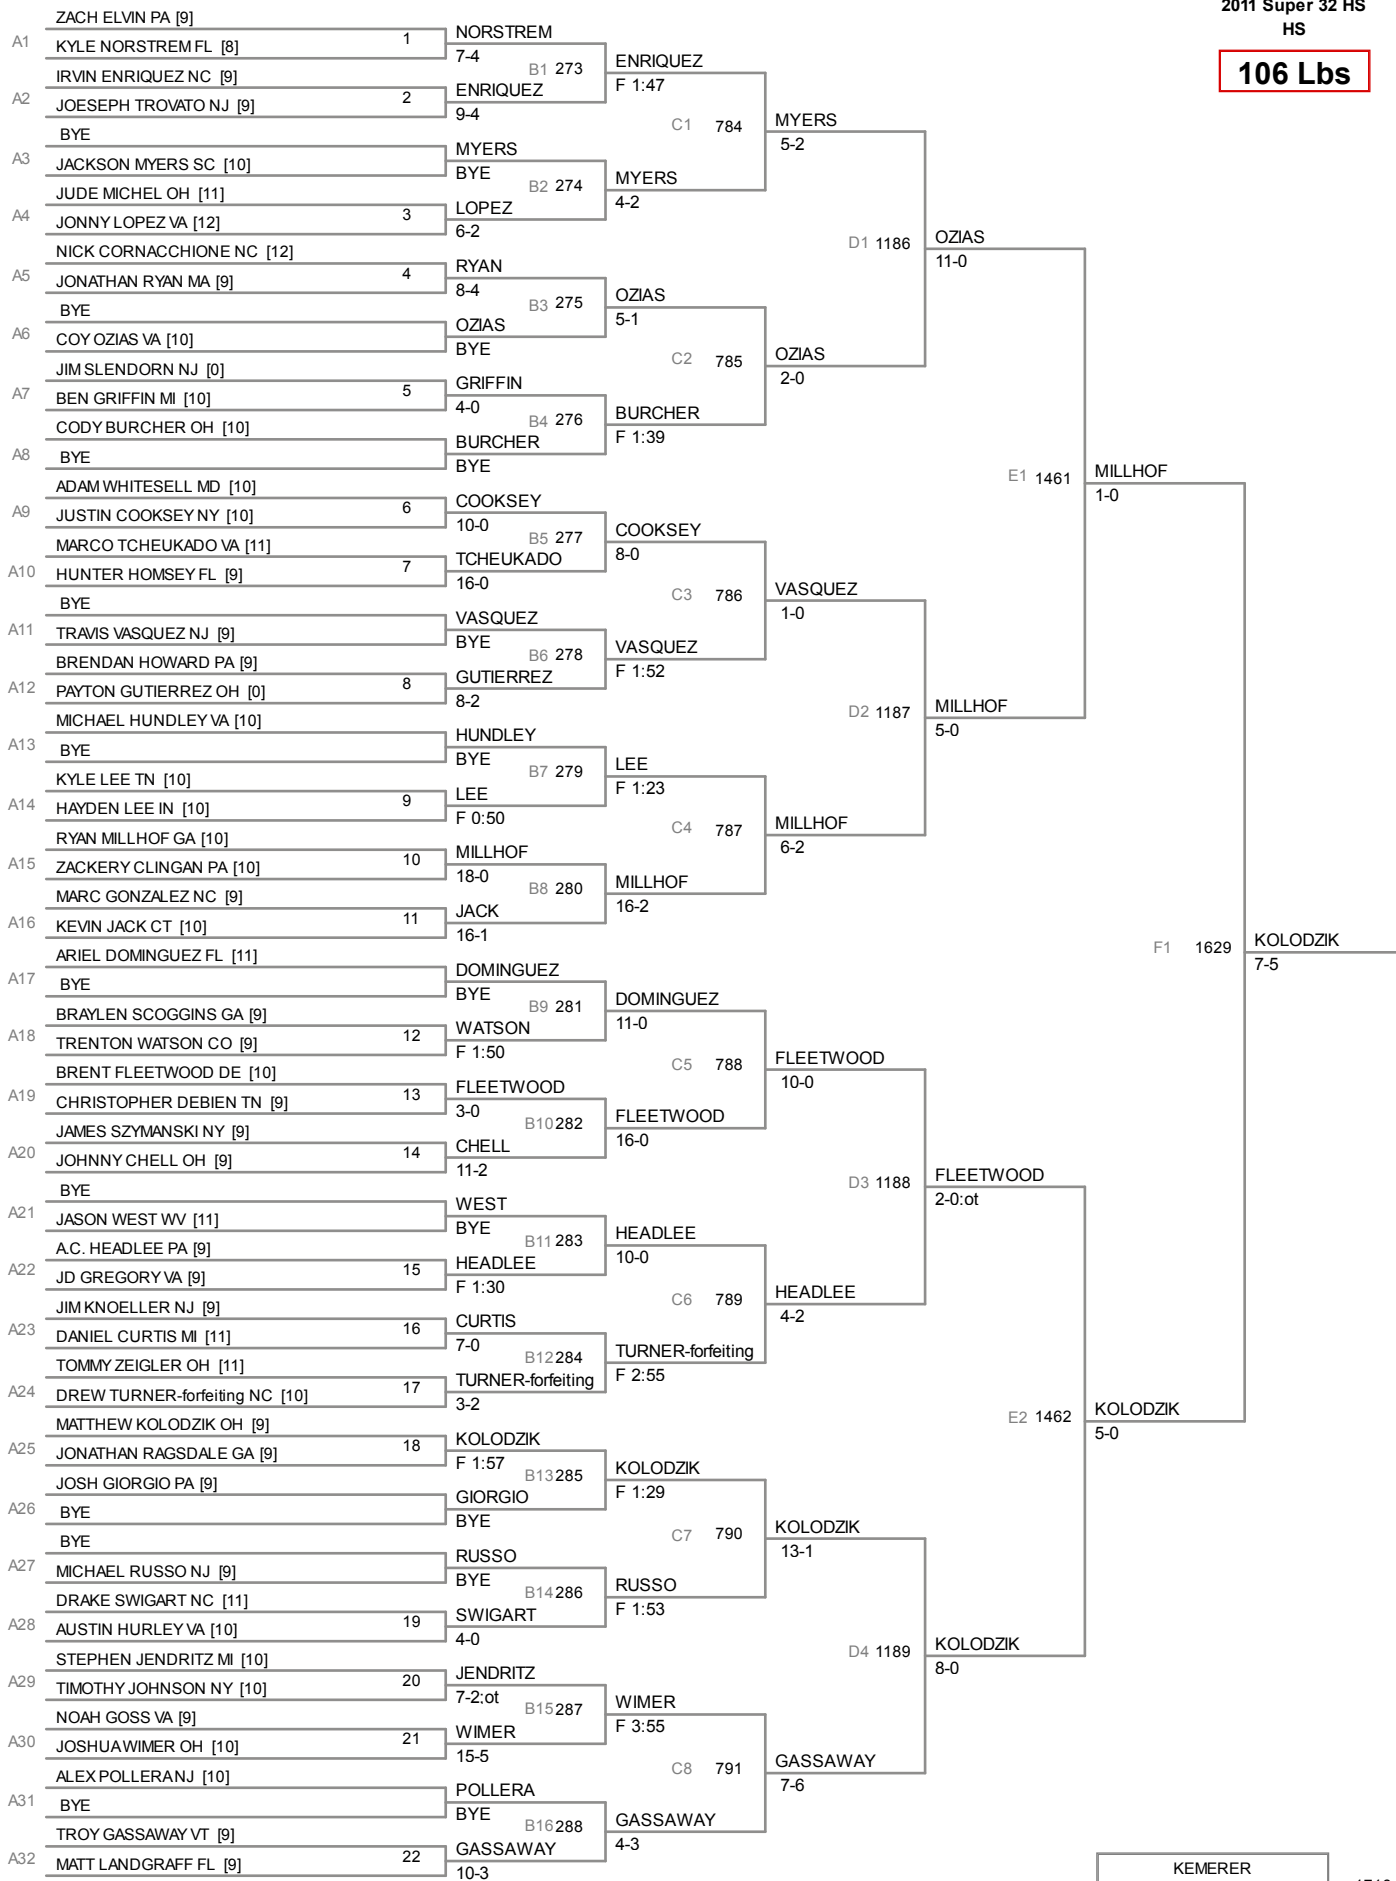 2011 Super 32 HS
HS
106 Lbs
ZACH ELVIN PA [9]
A1
KYLE NORSTREM FL [8]
1
IRVIN ENRIQUEZ NC [9]
A2
JOESEPH TROVATO NJ [9]
2
BYE
A3
JACKSON MYERS SC [10]
JUDE MICHEL OH [11]
A4
JONNY LOPEZ VA [12]
3
NICK CORNACCHIONE NC [12]
A5
JONATHAN RYAN MA [9]
4
BYE
A6
COY OZIAS VA [10]
JIM SLENDORN NJ [0]
A7
BEN GRIFFIN MI [10]
5
CODY BURCHER OH [10]
A8
BYE
ADAM WHITESELL MD [10]
A9
JUSTIN COOKSEY NY [10]
6
MARCO TCHEUKADO VA [11]
A10
HUNTER HOMSEY FL [9]
7
BYE
A11
TRAVIS VASQUEZ NJ [9]
BRENDAN HOWARD PA [9]
A12
PAYTON GUTIERREZ OH [0]
8
MICHAEL HUNDLEY VA [10]
A13
BYE
KYLE LEE TN [10]
A14
HAYDEN LEE IN [10]
9
RYAN MILLHOF GA [10]
A15
ZACKERY CLINGAN PA [10]
10
MARC GONZALEZ NC [9]
A16
KEVIN JACK CT [10]
11
ARIEL DOMINGUEZ FL [11]
A17
BYE
BRAYLEN SCOGGINS GA [9]
A18
TRENTON WATSON CO [9]
12
BRENT FLEETWOOD DE [10]
A19
CHRISTOPHER DEBIEN TN [9]
13
JAMES SZYMANSKI NY [9]
A20
JOHNNY CHELL OH [9]
14
BYE
A21
JASON WEST WV [11]
A.C. HEADLEE PA [9]
A22
JD GREGORY VA [9]
15
JIM KNOELLER NJ [9]
A23
DANIEL CURTIS MI [11]
16
TOMMY ZEIGLER OH [11]
A24
DREW TURNER-forfeiting NC [10]
17
MATTHEW KOLODZIK OH [9]
A25
JONATHAN RAGSDALE GA [9]
18
JOSH GIORGIO PA [9]
A26
BYE
BYE
A27
MICHAEL RUSSO NJ [9]
DRAKE SWIGART NC [11]
A28
AUSTIN HURLEY VA [10]
19
STEPHEN JENDRITZ MI [10]
A29
TIMOTHY JOHNSON NY [10]
20
NOAH GOSS VA [9]
A30
JOSHUA WIMER OH [10]
21
ALEX POLLERA NJ [10]
A31
BYE
TROY GASSAWAY VT [9]
A32
MATT LANDGRAFF FL [9]
22
NORSTREM
7-4
B1 273
ENRIQUEZ
9-4
MYERS
BYE
B2 274
LOPEZ
6-2
RYAN
8-4
B3 275
OZIAS
BYE
GRIFFIN
4-0
B4 276
BURCHER
BYE
COOKSEY
10-0
B5 277
TCHEUKADO
16-0
VASQUEZ
BYE
B6 278
GUTIERREZ
8-2
HUNDLEY
BYE
B7 279
LEE
F 0:50
MILLHOF
18-0
B8 280
JACK
16-1
DOMINGUEZ
BYE
B9 281
WATSON
F 1:50
FLEETWOOD
3-0
B10 282
CHELL
11-2
WEST
BYE
B11 283
HEADLEE
F 1:30
CURTIS
7-0
B12 284
TURNER-forfeiting
3-2
KOLODZIK
F 1:57
B13 285
GIORGIO
BYE
RUSSO
BYE
B14 286
SWIGART
4-0
JENDRITZ
7-2:ot
B15 287
WIMER
15-5
POLLERA
BYE
B16 288
GASSAWAY
10-3
ENRIQUEZ
F 1:47
C1 784
MYERS
4-2
OZIAS
5-1
C2 785
BURCHER
F 1:39
COOKSEY
8-0
C3 786
VASQUEZ
F 1:52
LEE
F 1:23
C4 787
MILLHOF
16-2
DOMINGUEZ
11-0
C5 788
FLEETWOOD
16-0
HEADLEE
10-0
C6 789
TURNER-forfeiting
F 2:55
KOLODZIK
F 1:29
C7 790
RUSSO
F 1:53
WIMER
F 3:55
C8 791
GASSAWAY
4-3
MYERS
5-2
D1 1186
OZIAS
2-0
VASQUEZ
1-0
D2 1187
MILLHOF
6-2
FLEETWOOD
10-0
D3 1188
HEADLEE
4-2
KOLODZIK
13-1
D4 1189
GASSAWAY
7-6
OZIAS
11-0
E1 1461
MILLHOF
5-0
FLEETWOOD
2-0:ot
E2 1462
KOLODZIK
8-0
MILLHOF
1-0
F1 1629
KOLODZIK
5-0
KOLODZIK
7-5
KEMERER